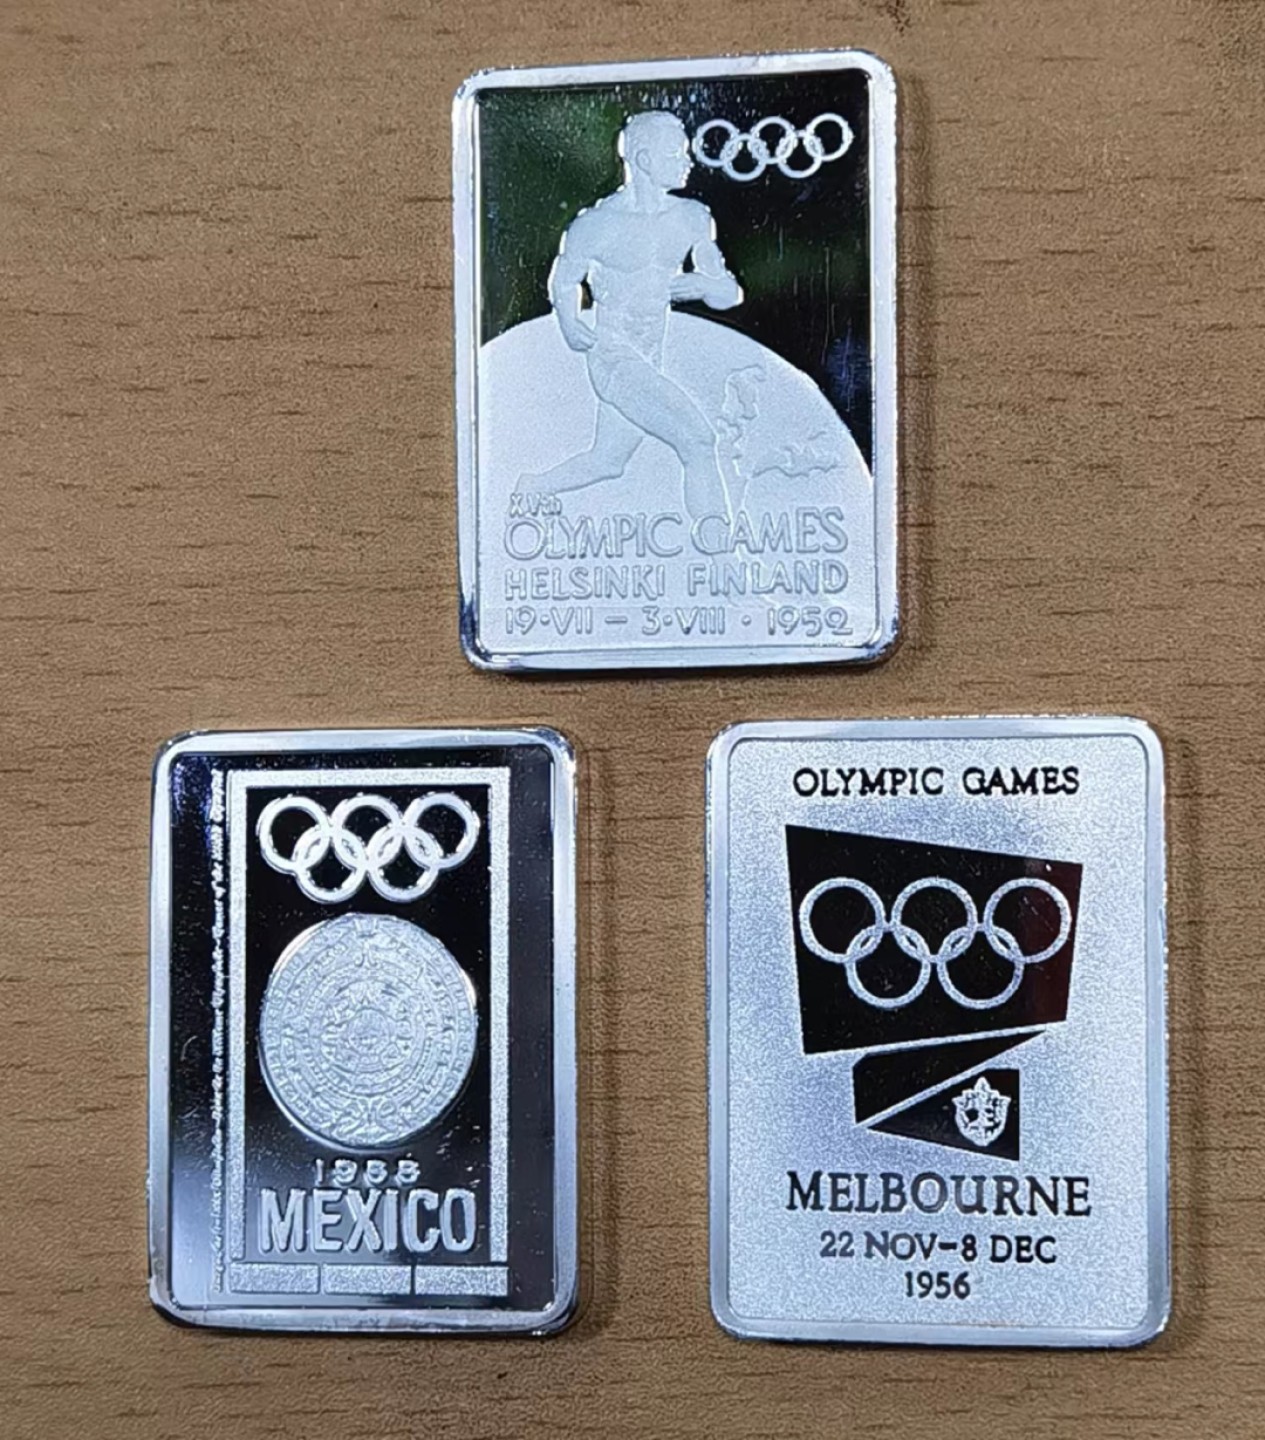 XVth
OLYMPIC GAMES
HELSINKI FINLAND
19·VII – 3·VIII · 1952
1968
MEXICO
OLYMPIC GAMES
MELBOURNE
22 NOV–8 DEC
1956